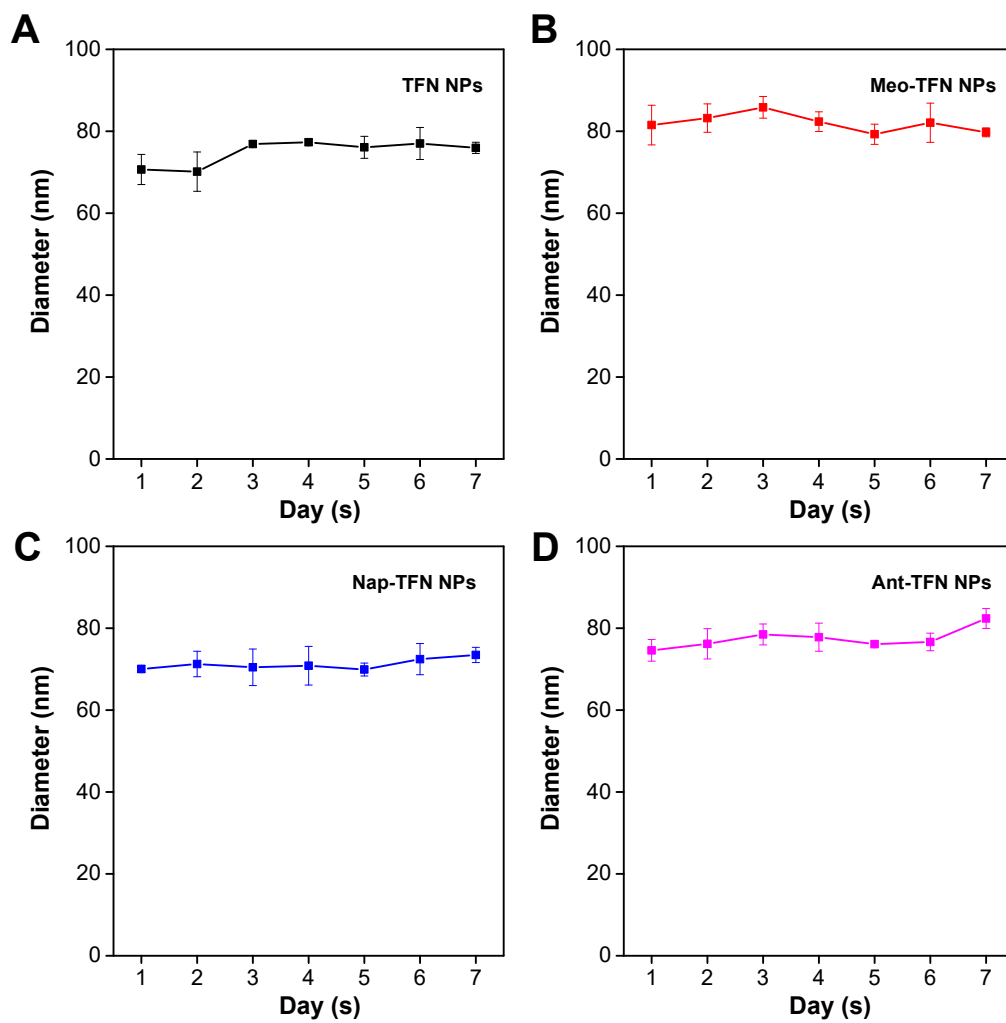 A
100
80
60
40
20
0
Diameter (nm)
TFN NPs
1 2 3 4 5 6 7
Day (s)
B
100
80
60
40
20
0
Diameter (nm)
Meo-TFN NPs
1 2 3 4 5 6 7
Day (s)
C
100
80
60
40
20
0
Diameter (nm)
Nap-TFN NPs
1 2 3 4 5 6 7
Day (s)
D
100
80
60
40
20
0
Diameter (nm)
Ant-TFN NPs
1 2 3 4 5 6 7
Day (s)